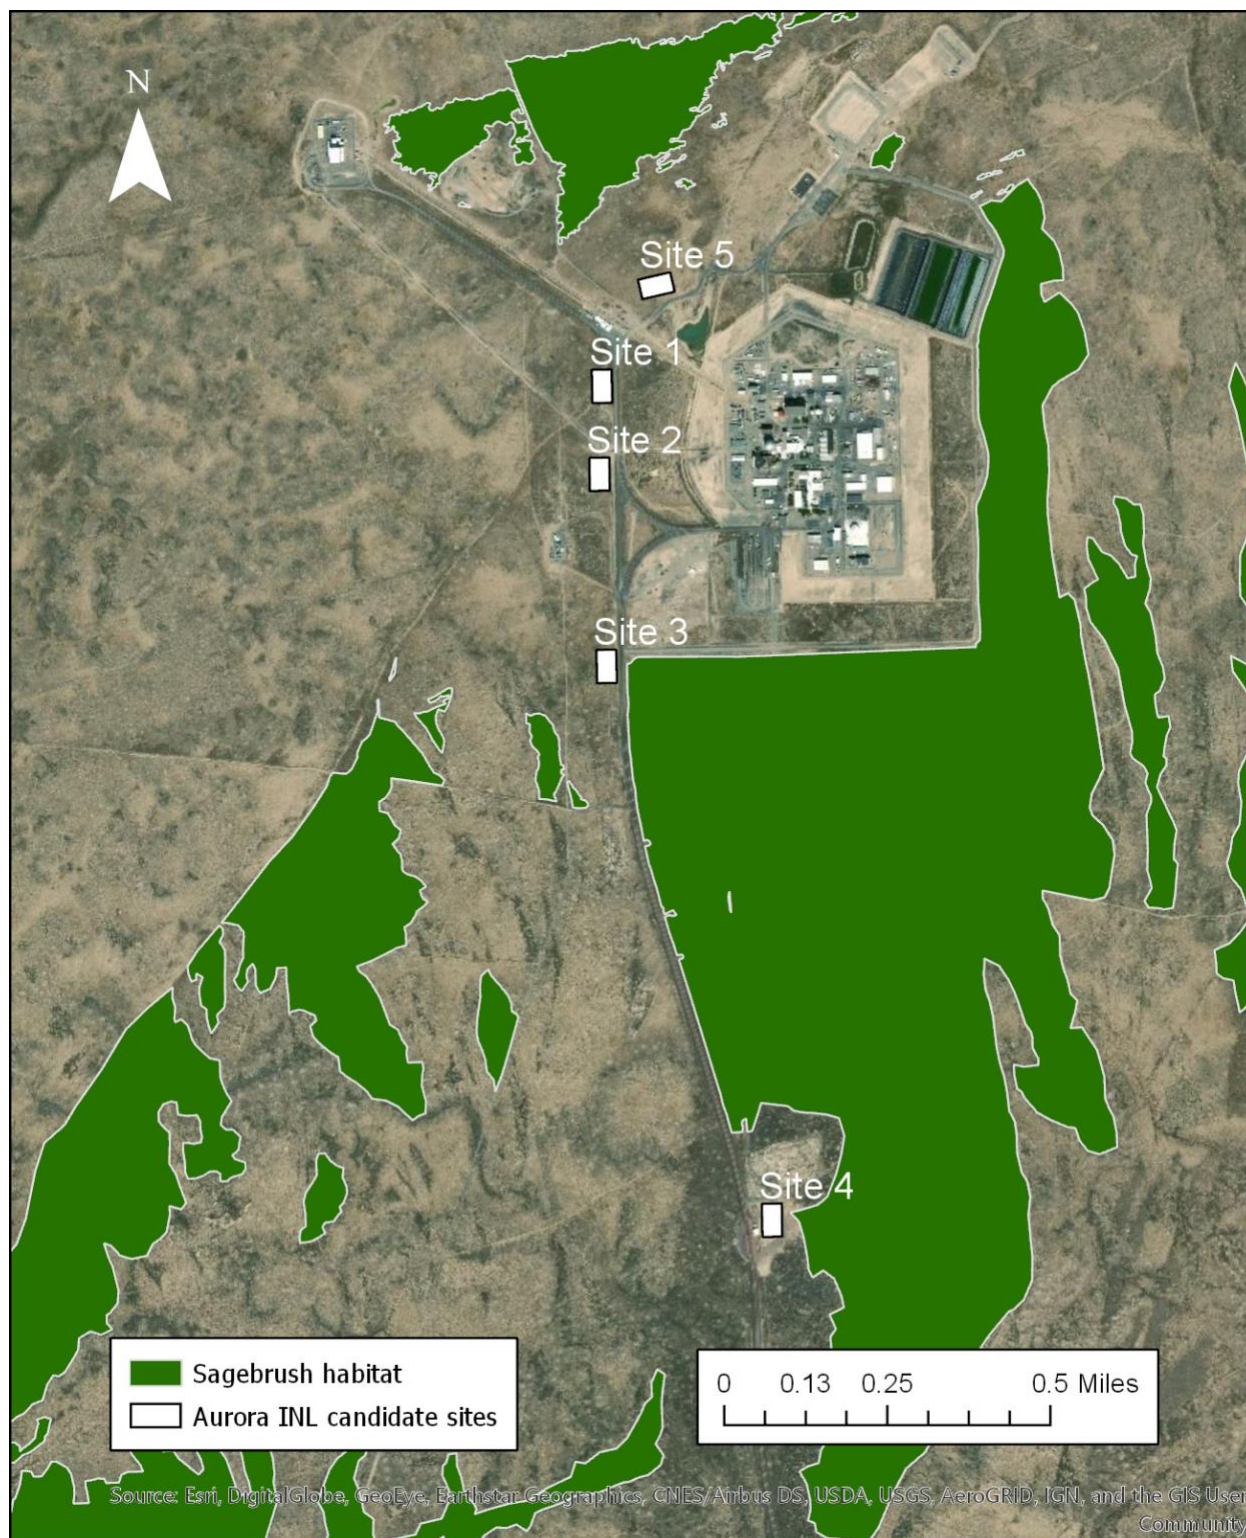 N
Site 5
Site 1
Site 2
Site 3
Site 4
Sagebrush habitat
Aurora INL candidate sites
0 0.13 0.25 0.5 Miles
Source: Esri, DigitalGlobe, GeoEye, Earthstar Geographics, CNES/Airbus DS, USDA, USGS, AeroGRID, IGN, and the GIS User
Community